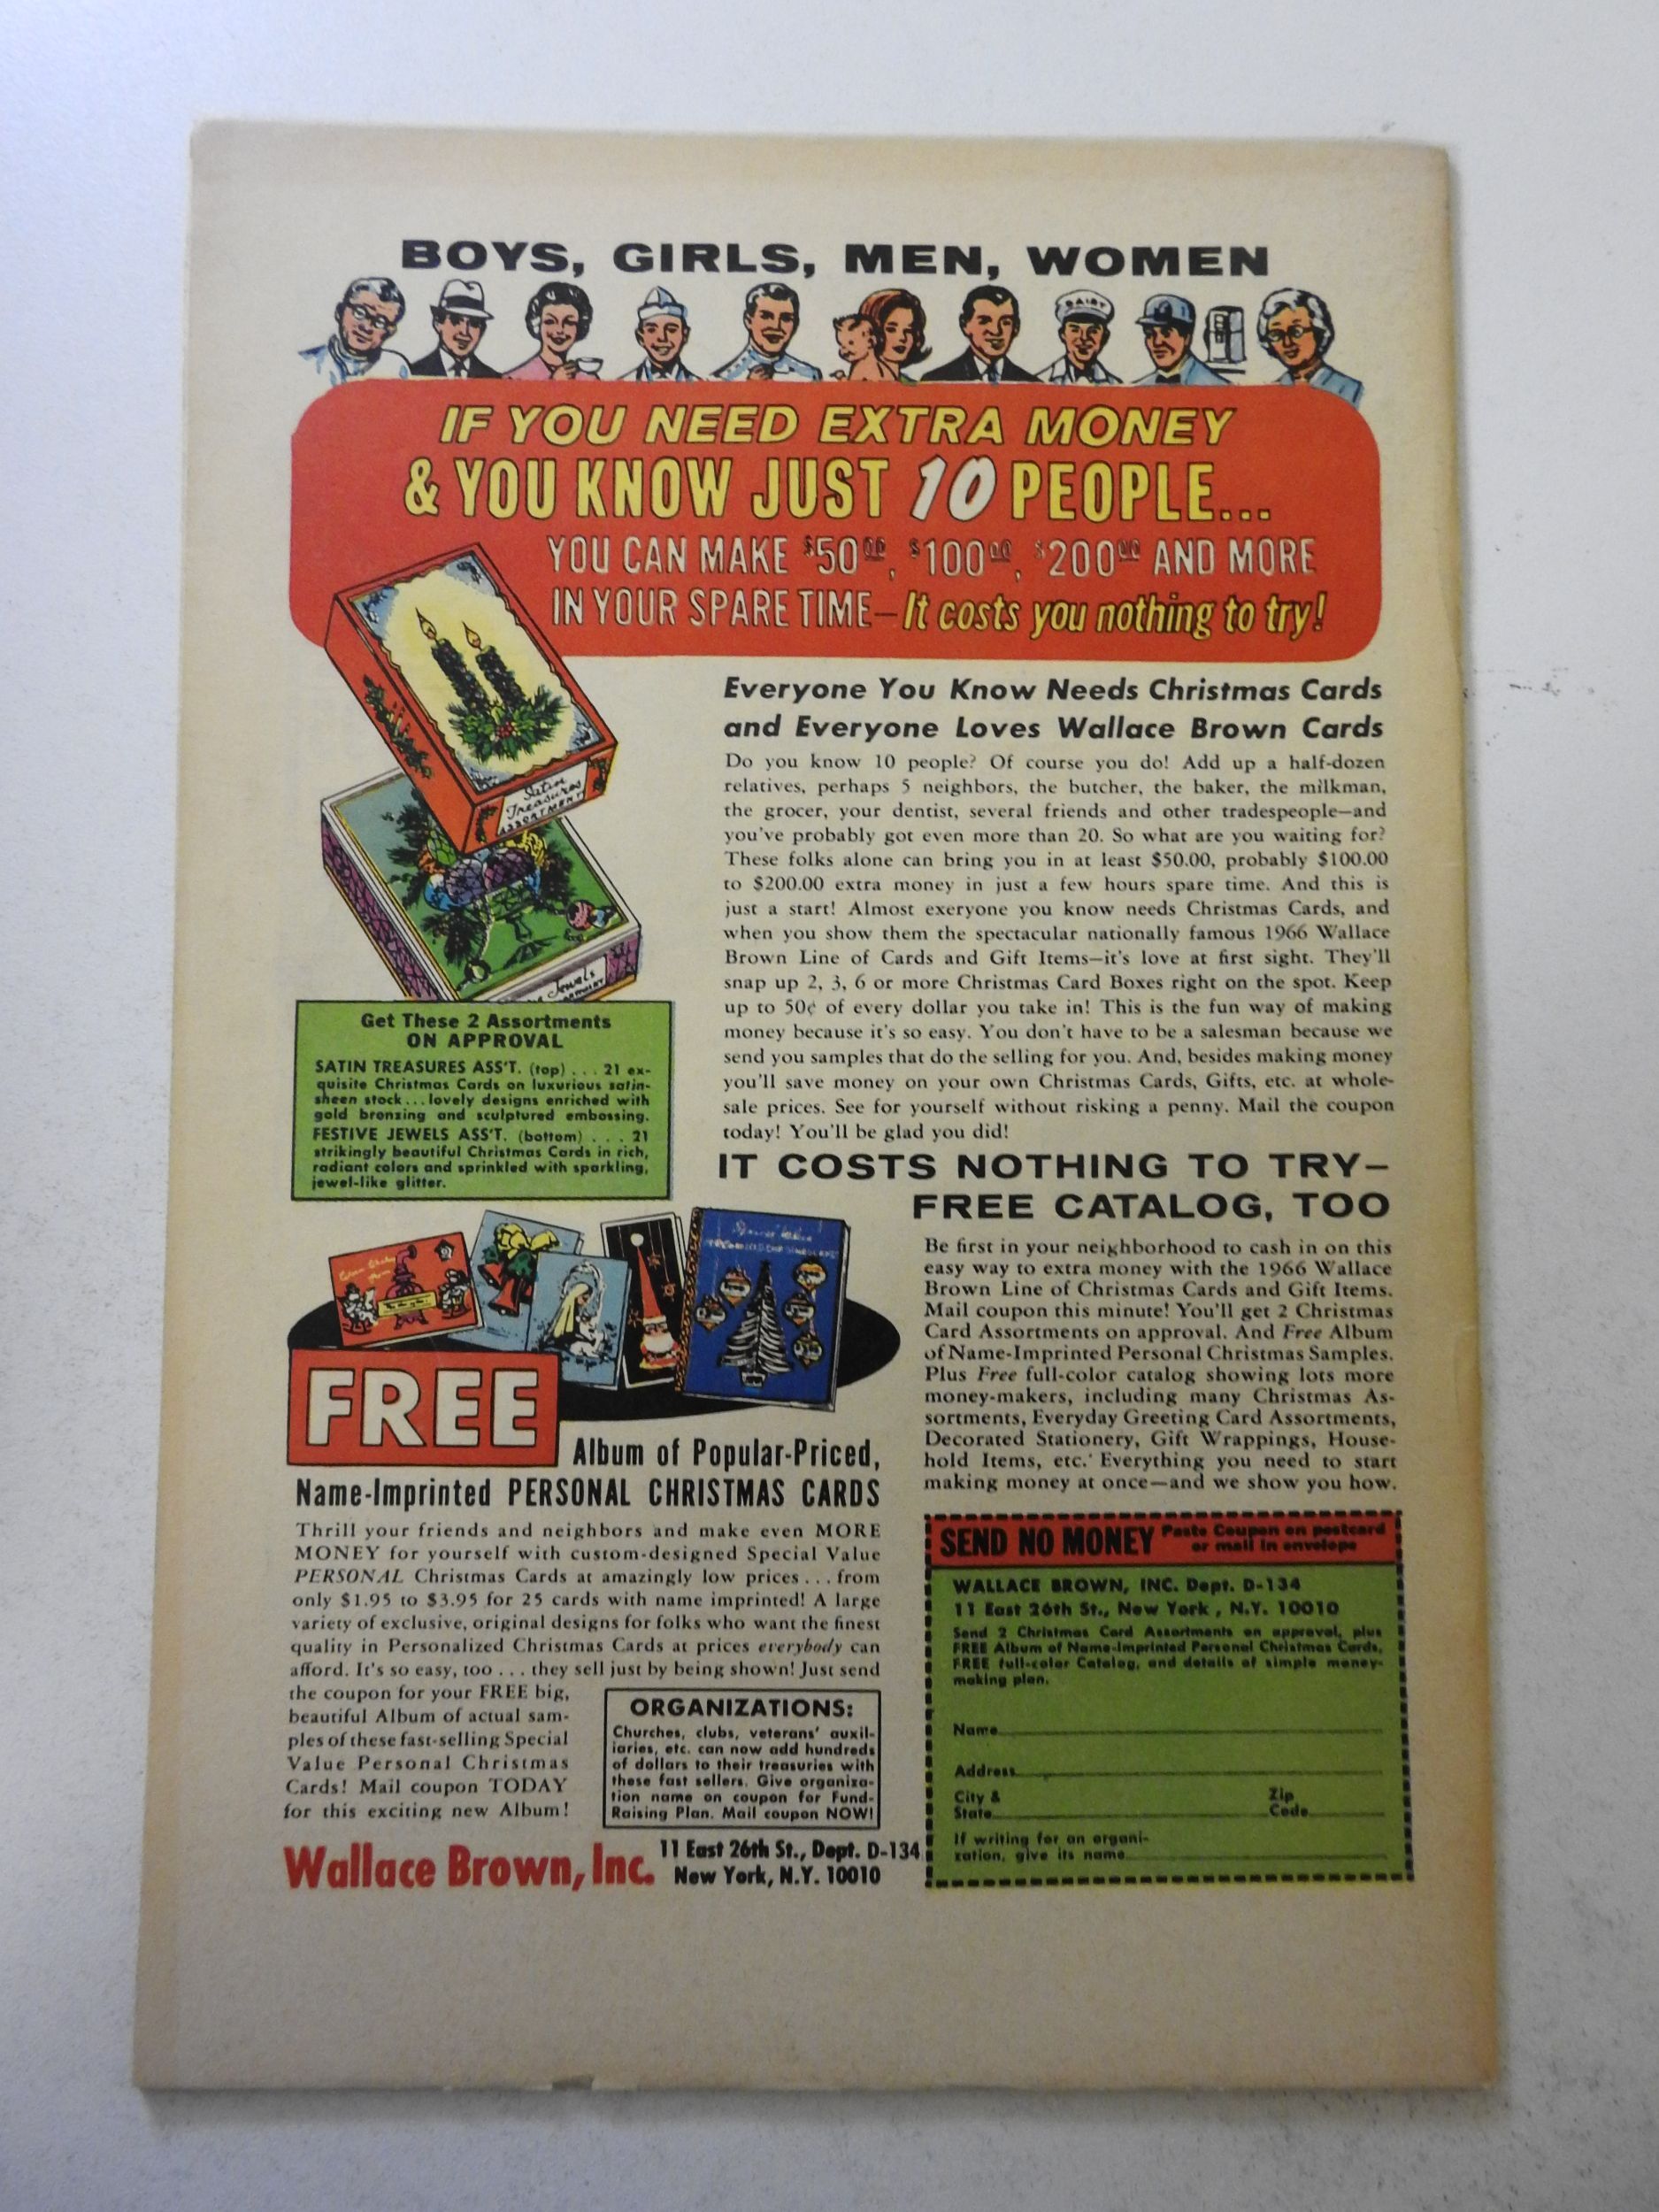 BOYS, GIRLS, MEN, WOMEN
DAIRY
IF YOU NEED EXTRA MONEY
& YOU KNOW JUST 10 PEOPLE...
YOU CAN MAKE $50.00, $100.00, $200.00 AND MORE
IN YOUR SPARE TIME—It costs you nothing to try!
Satin
Treasures
ASSORTMENT
Jewels
Get These 2 Assortments
ON APPROVAL
SATIN TREASURES ASS'T. (top) . . . 21 ex-
quisite Christmas Cards on luxurious satin-
sheen stock...lovely designs enriched with
gold bronzing and sculptured embossing.
FESTIVE JEWELS ASS'T. (bottom) . . . 21
strikingly beautiful Christmas Cards in rich,
radiant colors and sprinkled with sparkling,
jewel-like glitter.
Everyone You Know Needs Christmas Cards
and Everyone Loves Wallace Brown Cards
Do you know 10 people? Of course you do! Add up a half-dozen
relatives, perhaps 5 neighbors, the butcher, the baker, the milkman,
the grocer, your dentist, several friends and other tradespeople—and
you've probably got even more than 20. So what are you waiting for?
These folks alone can bring you in at least $50.00, probably $100.00
to $200.00 extra money in just a few hours spare time. And this is
just a start! Almost exeryone you know needs Christmas Cards, and
when you show them the spectacular nationally famous 1966 Wallace
Brown Line of Cards and Gift Items—it's love at first sight. They'll
snap up 2, 3, 6 or more Christmas Card Boxes right on the spot. Keep
up to 50¢ of every dollar you take in! This is the fun way of making
money because it's so easy. You don't have to be a salesman because we
send you samples that do the selling for you. And, besides making money
you'll save money on your own Christmas Cards, Gifts, etc. at whole-
sale prices. See for yourself without risking a penny. Mail the coupon
today! You'll be glad you did!
IT COSTS NOTHING TO TRY—
FREE CATALOG, TOO
Be first in your neighborhood to cash in on this
easy way to extra money with the 1966 Wallace
Brown Line of Christmas Cards and Gift Items.
Mail coupon this minute! You'll get 2 Christmas
Card Assortments on approval. And Free Album
of Name-Imprinted Personal Christmas Samples.
Plus Free full-color catalog showing lots more
money-makers, including many Christmas As-
sortments, Everyday Greeting Card Assortments,
Decorated Stationery, Gift Wrappings, House-
hold Items, etc. Everything you need to start
making money at once—and we show you how.
FREE
Album of Popular-Priced,
Name-Imprinted PERSONAL CHRISTMAS CARDS
Thrill your friends and neighbors and make even MORE
MONEY for yourself with custom-designed Special Value
PERSONAL Christmas Cards at amazingly low prices . . . from
only $1.95 to $3.95 for 25 cards with name imprinted! A large
variety of exclusive, original designs for folks who want the finest
quality in Personalized Christmas Cards at prices everybody can
afford. It's so easy, too . . . they sell just by being shown! Just send
the coupon for your FREE big,
beautiful Album of actual sam-
ples of these fast-selling Special
Value Personal Christmas
Cards! Mail coupon TODAY
for this exciting new Album!
ORGANIZATIONS:
Churches, clubs, veterans' auxil-
iaries, etc. can now add hundreds
of dollars to their treasuries with
these fast sellers. Give organiza-
tion name on coupon for Fund-
Raising Plan. Mail coupon NOW!
Wallace Brown, Inc.
11 East 26th St., Dept. D-134
New York, N.Y. 10010
SEND NO MONEY
Paste Coupon on postcard
or mail in envelope
WALLACE BROWN, INC. Dept. D-134
11 East 26th St., New York , N.Y. 10010
Send 2 Christmas Card Assortments on approval, plus
FREE Album of Name-Imprinted Personal Christmas Cards,
FREE full-color Catalog, and details of simple money-
making plan.
Name
Address
City &
State
Zip
Code
If writing for an organi-
zation, give its name